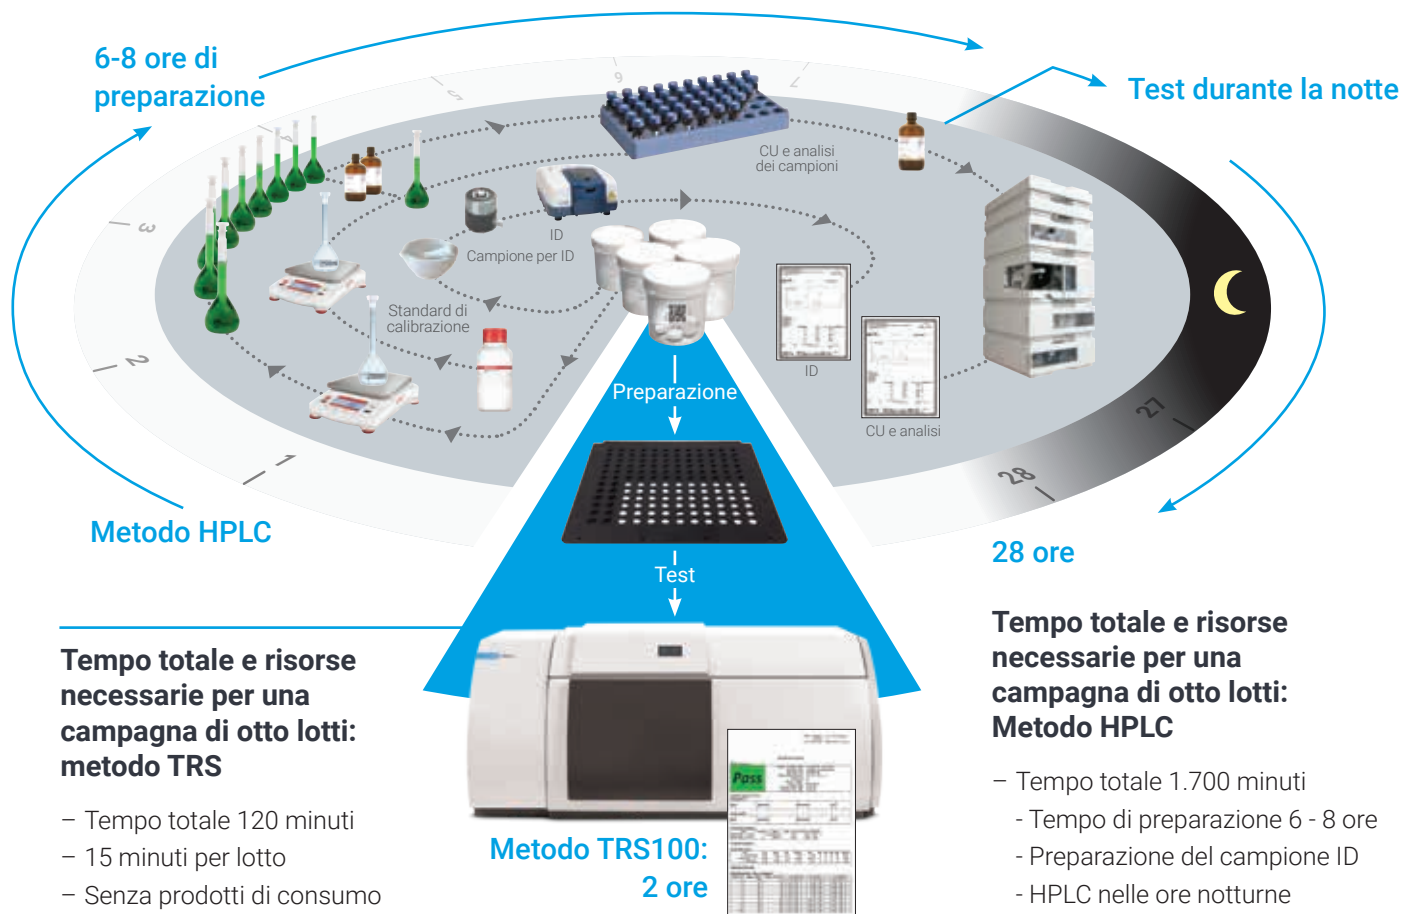 6-8 ore di
preparazione
Test durante la notte
1
2
3
4
5
6
7
27
28
CU e analisi
dei campioni
ID
Campione per ID
Standard di
calibrazione
ID
CU e analisi
Preparazione
Test
Metodo HPLC
28 ore
Tempo totale e risorse
necessarie per una
campagna di otto lotti:
metodo TRS
– Tempo totale 120 minuti
– 15 minuti per lotto
– Senza prodotti di consumo
Pass
Metodo TRS100:
2 ore
Tempo totale e risorse
necessarie per una
campagna di otto lotti:
Metodo HPLC
– Tempo totale 1.700 minuti
- Tempo di preparazione 6 - 8 ore
- Preparazione del campione ID
- HPLC nelle ore notturne